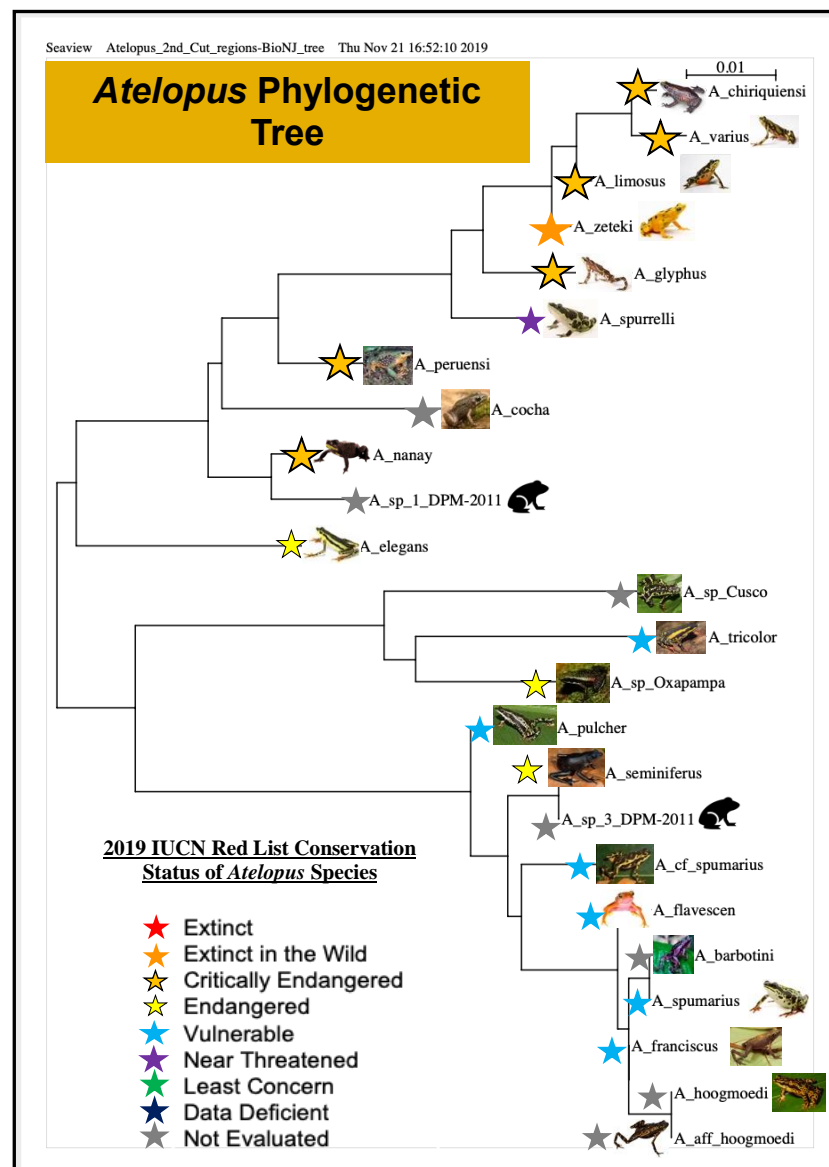 Seaview Atelopus_2nd_Cut_regions-BioNJ_tree Thu Nov 21 16:52:10 2019
Atelopus Phylogenetic
Tree
0.01
A_chiriquiensi
A_varius
A_limosus
A_zeteki
A_glyphus
A_spurrelli
A_peruensi
A_cocha
A_nanay
A_sp_1_DPM-2011
A_elegans
A_sp_Cusco
A_tricolor
A_sp_Oxapampa
A_pulcher
A_seminiferus
A_sp_3_DPM-2011
A_cf_spumarius
A_flavescen
A_barbotini
A_spumarius
A_franciscus
A_hoogmoedi
A_aff_hoogmoedi
2019 IUCN Red List Conservation
Status of Atelopus Species
Extinct
Extinct in the Wild
Critically Endangered
Endangered
Vulnerable
Near Threatened
Least Concern
Data Deficient
Not Evaluated